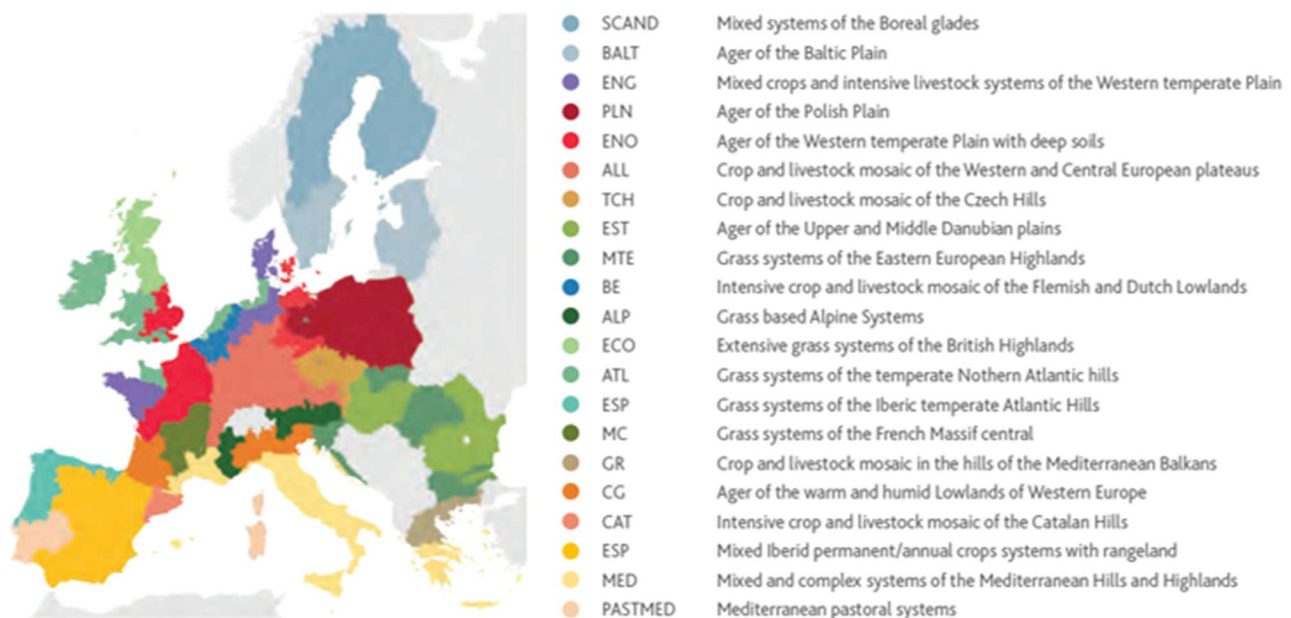 SCAND Mixed systems of the Boreal glades
BALT Ager of the Baltic Plain
ENG Mixed crops and intensive livestock systems of the Western temperate Plain
PLN Ager of the Polish Plain
ENO Ager of the Western temperate Plain with deep soils
ALL Crop and livestock mosaic of the Western and Central European plateaus
TCH Crop and livestock mosaic of the Czech Hills
EST Ager of the Upper and Middle Danubian plains
MTE Grass systems of the Eastern European Highlands
BE Intensive crop and livestock mosaic of the Flemish and Dutch Lowlands
ALP Grass based Alpine Systems
ECO Extensive grass systems of the British Highlands
ATL Grass systems of the temperate Nothern Atlantic hills
ESP Grass systems of the Iberic temperate Atlantic Hills
MC Grass systems of the French Massif central
GR Crop and livestock mosaic in the hills of the Mediterranean Balkans
CG Ager of the warm and humid Lowlands of Western Europe
CAT Intensive crop and livestock mosaic of the Catalan Hills
ESP Mixed Iberid permanent/annual crops systems with rangeland
MED Mixed and complex systems of the Mediterranean Hills and Highlands
PASTMED Mediterranean pastoral systems